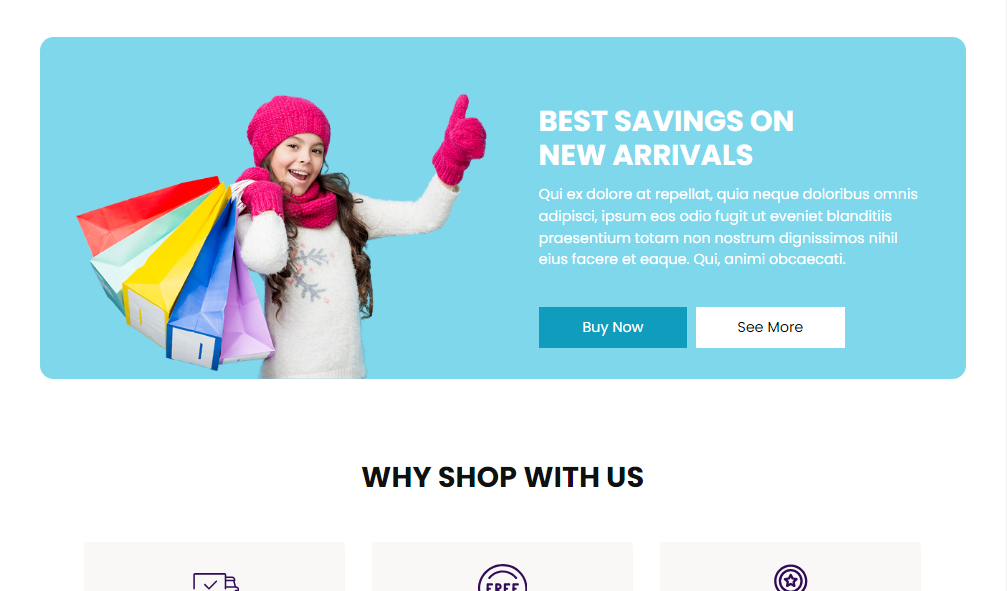 BEST SAVINGS ON
NEW ARRIVALS
Qui ex dolore at repellat, quia neque doloribus omnis
adipisci, ipsum eos odio fugit ut eveniet blanditiis
praesentium totam non nostrum dignissimos nihil
eius facere et eaque. Qui, animi obcaecati.
Buy Now
See More
WHY SHOP WITH US
FREE